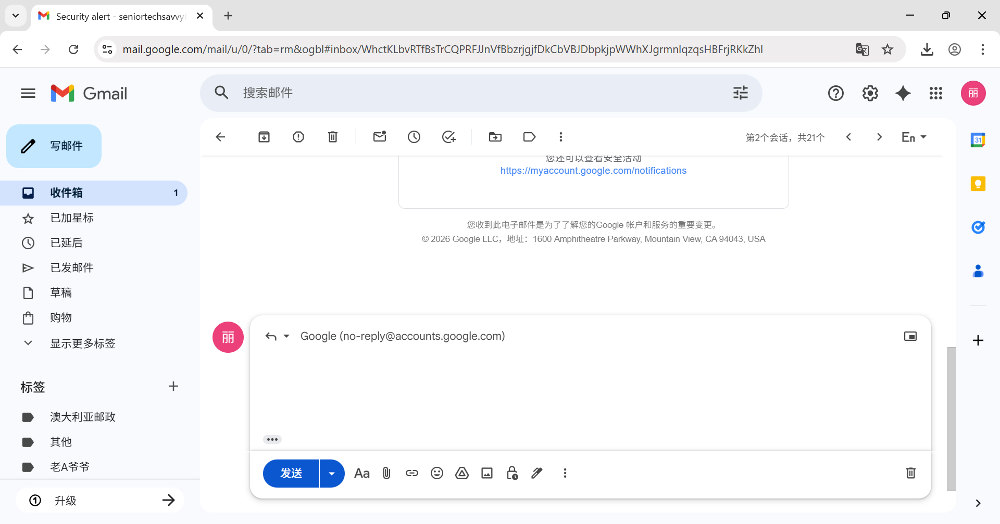 Security alert - seniortechsavvy
mail.google.com/mail/u/0/?tab=rm&ogbl#inbox/WhctKLbvRTfBsTrCQPRFJJnVfBbzrjgjfDkCbVBJDbpkjpWWhXJgrmnlqzqsHBFrjRKkZhl
Gmail
搜索邮件
丽
写邮件
第2个会话，共21个
En
31
收件箱 1
已加星标
已延后
已发邮件
草稿
购物
显示更多标签
标签
澳大利亚邮政
其他
老A爷爷
升级
您还可以查看安全活动
https://myaccount.google.com/notifications
您收到此电子邮件是为了了解您的Google 帐户和服务的重要变更。
© 2026 Google LLC，地址：1600 Amphitheatre Parkway, Mountain View, CA 94043, USA
丽
Google (no-reply@accounts.google.com)
发送
Aa